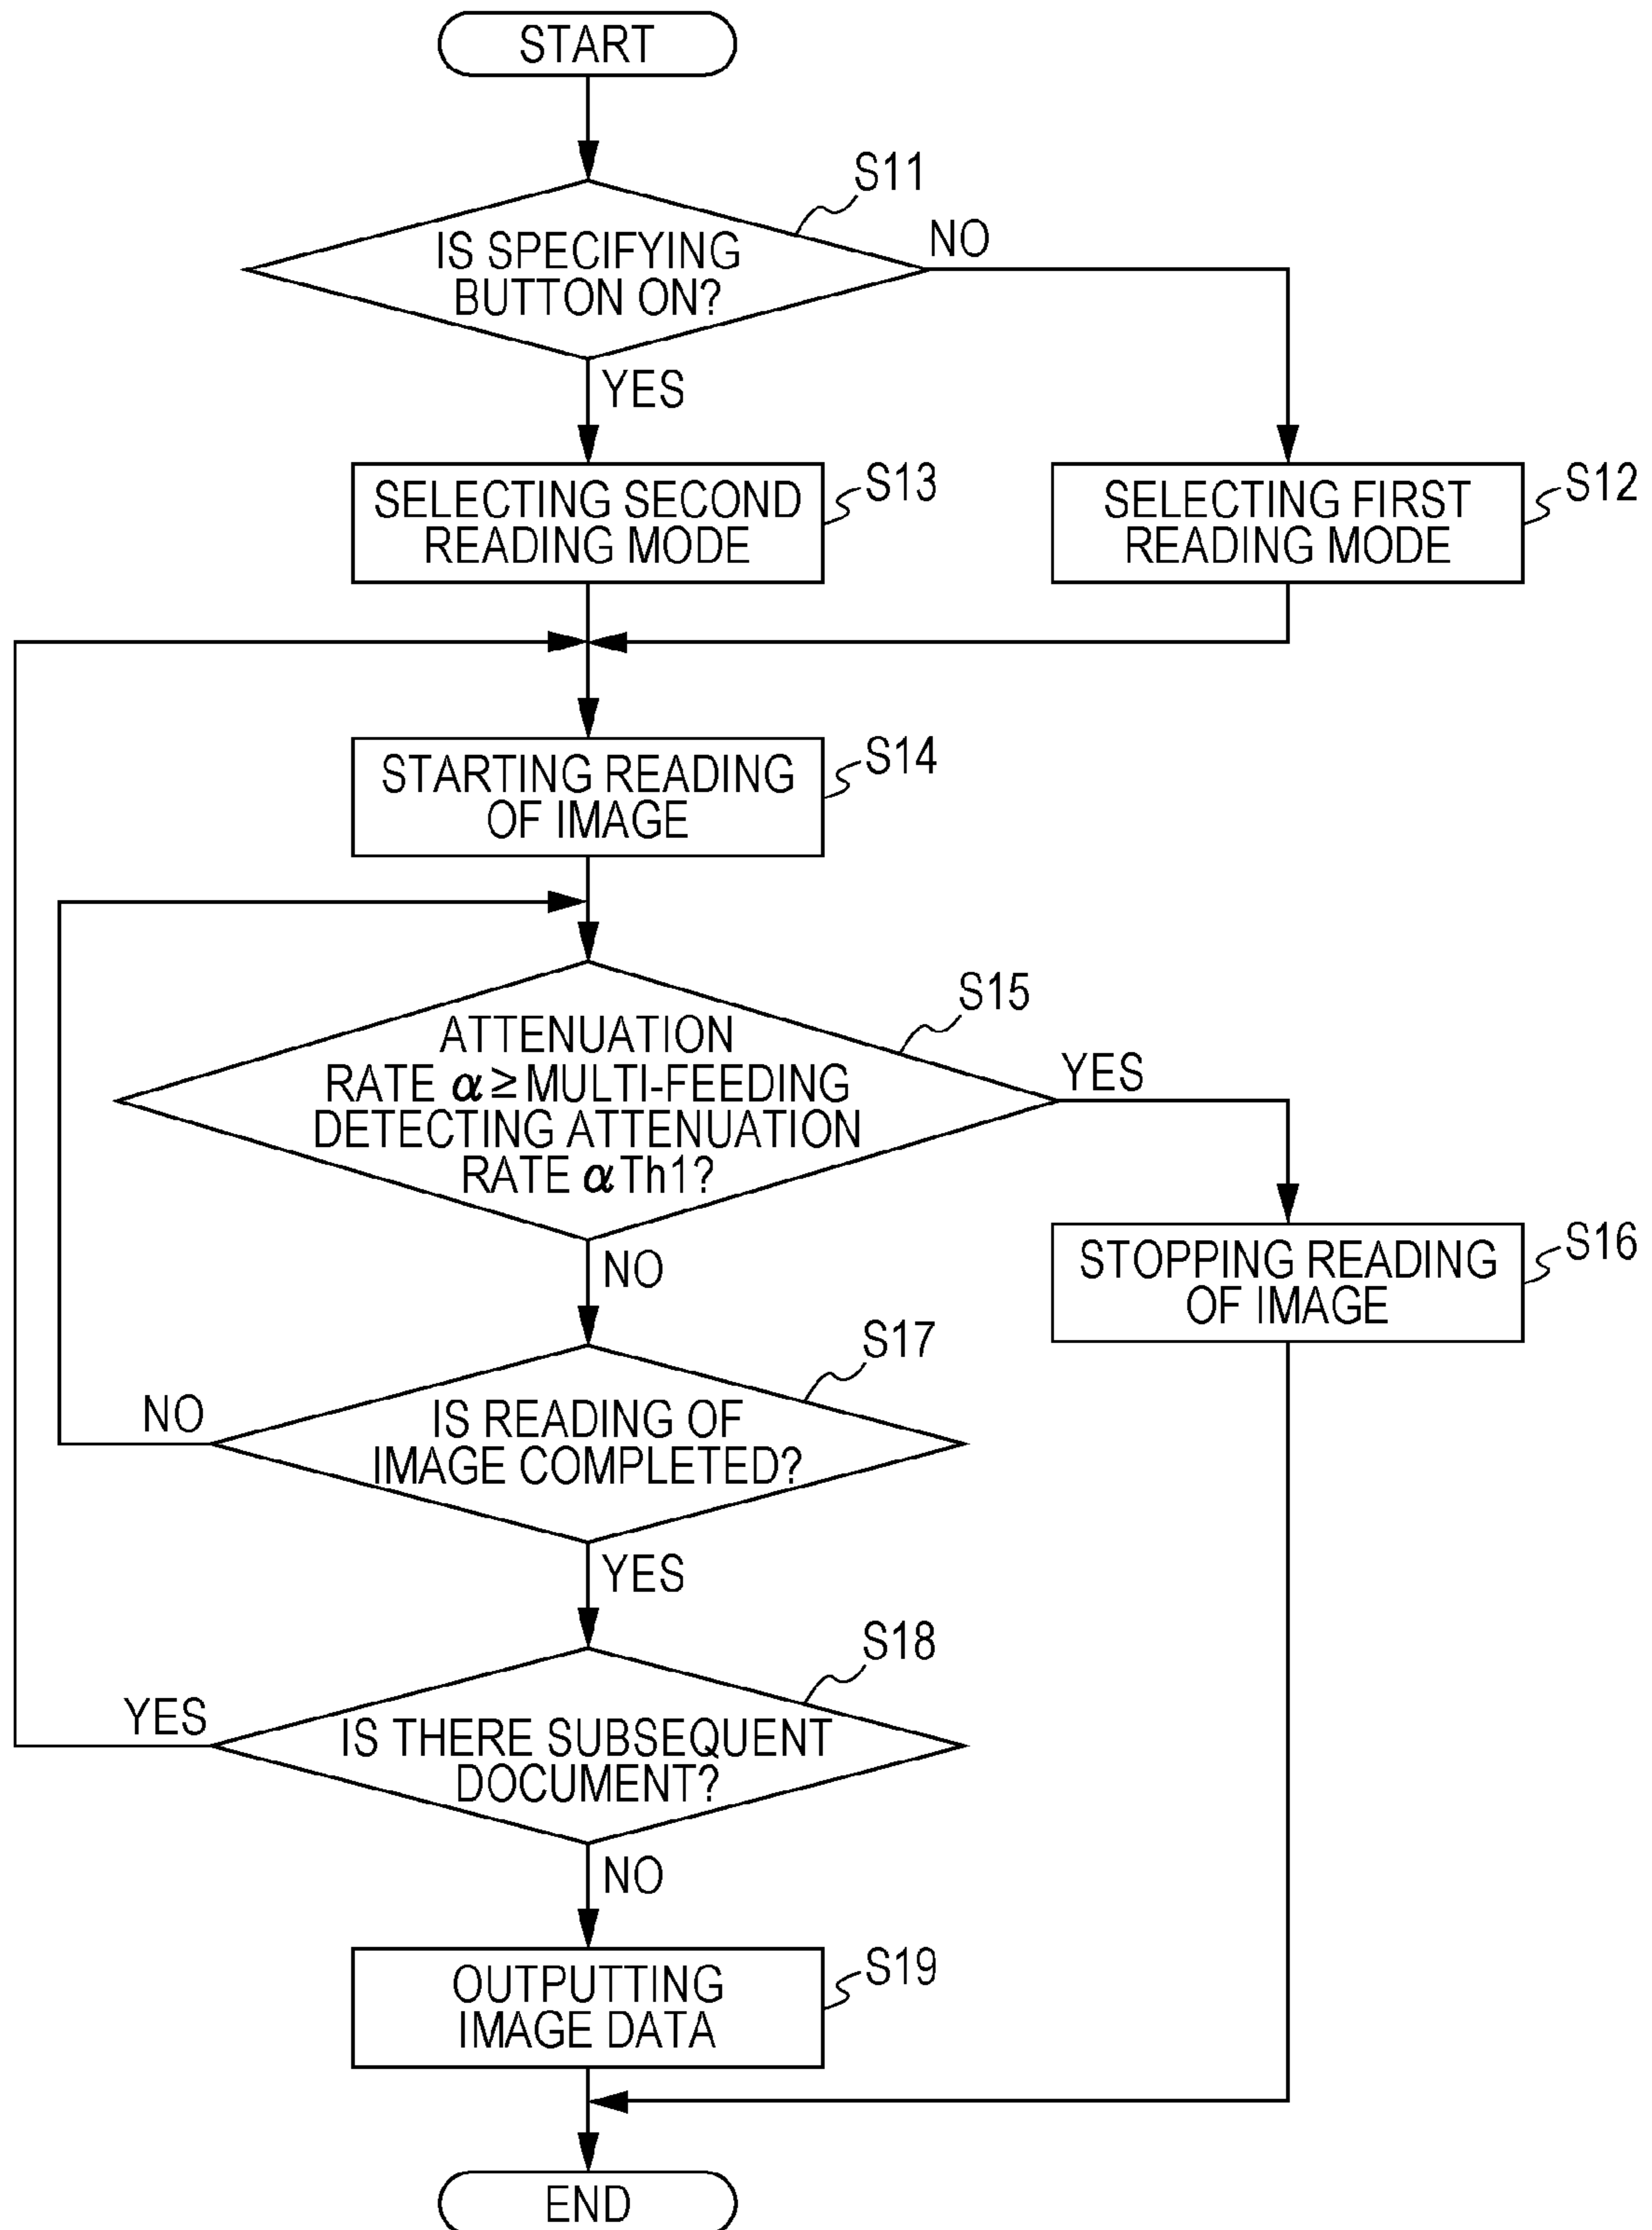 START
S11
IS SPECIFYING
BUTTON ON?
NO
YES
SELECTING SECOND
READING MODE
S13
SELECTING FIRST
READING MODE
S12
STARTING READING
OF IMAGE
S14
S15
ATTENUATION
RATE α≥MULTI-FEEDING
DETECTING ATTENUATION
RATE αTh1?
YES
NO
STOPPING READING
OF IMAGE
S16
S17
IS READING OF
IMAGE COMPLETED?
NO
YES
S18
IS THERE SUBSEQUENT
DOCUMENT?
YES
NO
OUTPUTTING
IMAGE DATA
S19
END